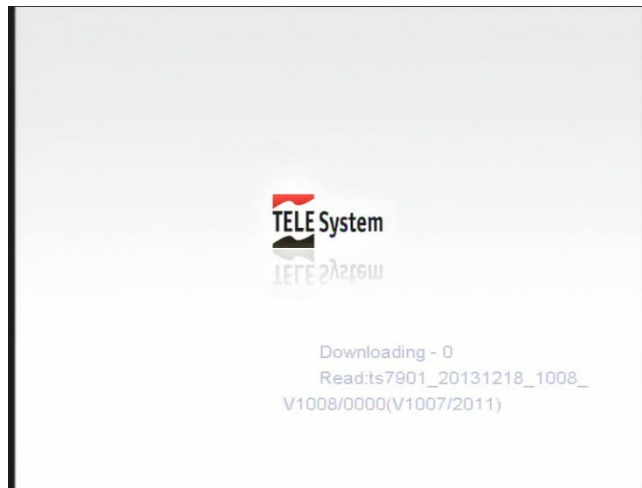 TELE System
Downloading - 0
Read:ts7901_20131218_1008_
V1008/0000(V1007/2011)